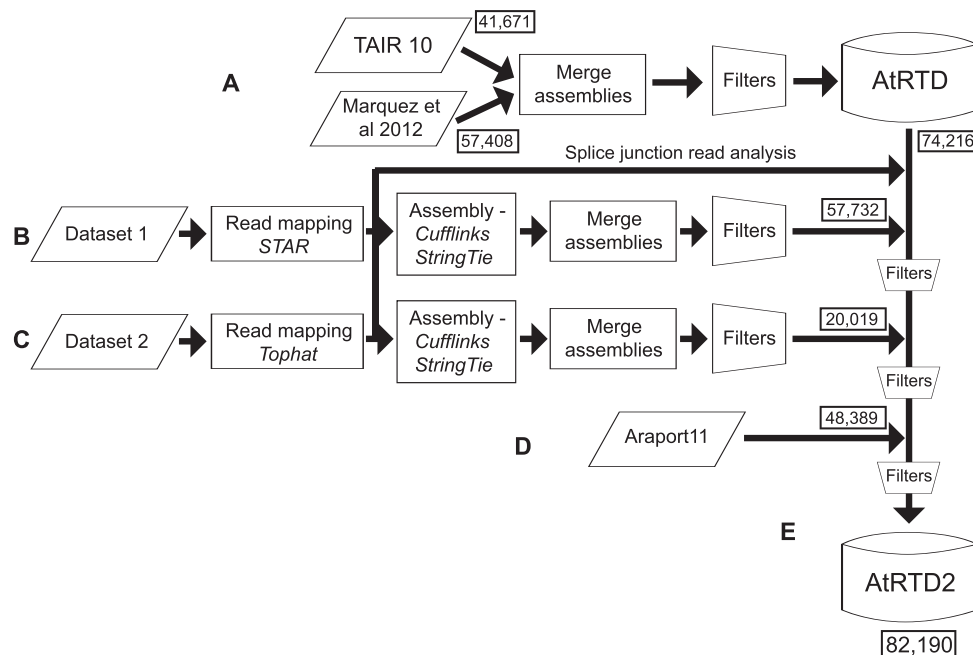 41,671
TAIR 10
A
Merge
assemblies
Filters
AtRTD
Marquez et
al 2012
57,408
74,216
Splice junction read analysis
B
Dataset 1
Read mapping
STAR
Assembly -
Cufflinks
StringTie
Merge
assemblies
Filters
57,732
Filters
C
Dataset 2
Read mapping
Tophat
Assembly -
Cufflinks
StringTie
Merge
assemblies
Filters
20,019
Filters
D
Araport11
48,389
Filters
E
AtRTD2
82,190